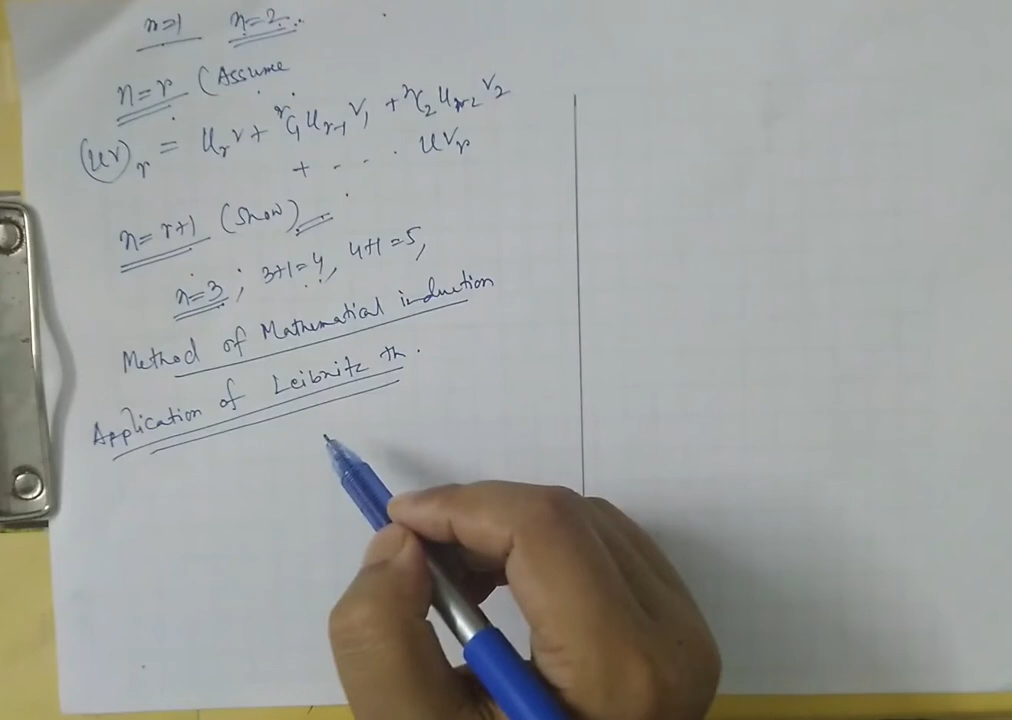 n=1 n=2..
n=r (Assume
(uv)r = urv + rC1 ur-1 v1 + rC2 ur-2 v2
+ - - . uvr
n=r+1 (Show)
n=3; 3+1=4, 4+1=5,
Method of Mathematical induction
Application of Leibnitz th.